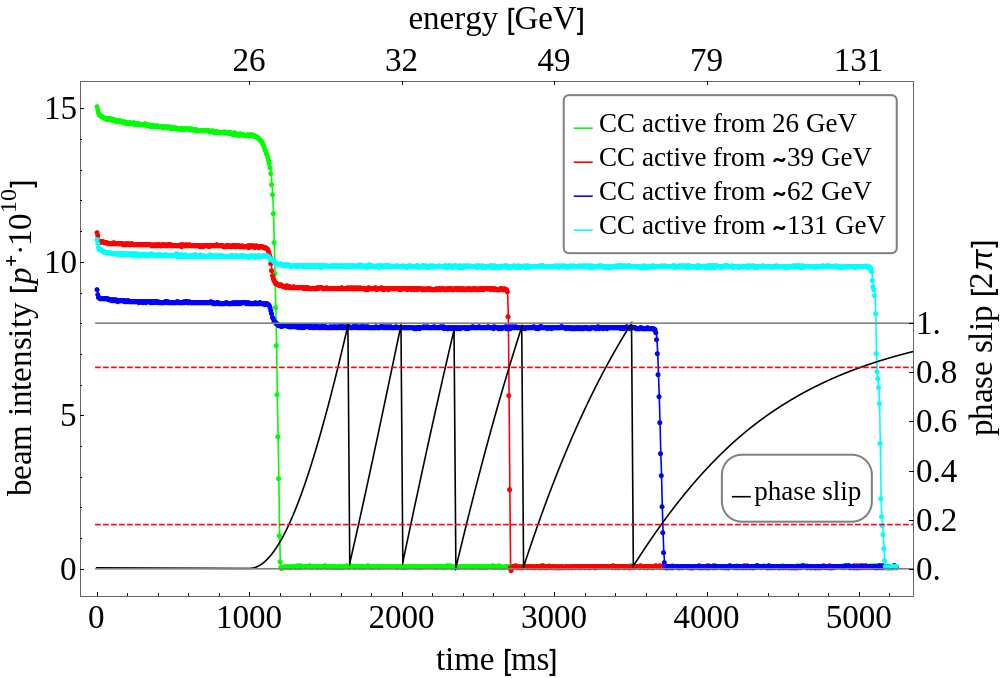 energy [GeV]
26 32 49 79 131
15
10
5
0
beam intensity [p⁺·10¹⁰]
CC active from 26 GeV
CC active from ~39 GeV
CC active from ~62 GeV
CC active from ~131 GeV
phase slip
1.
0.8
0.6
0.4
0.2
0.
phase slip [2π]
0 1000 2000 3000 4000 5000
time [ms]